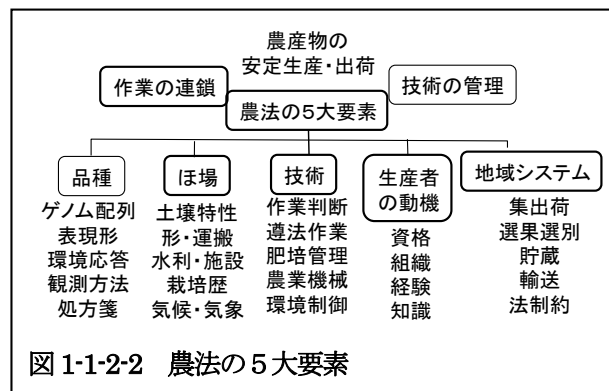 農産物の
安定生産・出荷
作業の連鎖
技術の管理
農法の5大要素
品種
ゲノム配列
表現形
環境応答
観測方法
処方箋
ほ場
土壌特性
形・運搬
水利・施設
栽培歴
気候・気象
技術
作業判断
遵法作業
肥培管理
農業機械
環境制御
生産者
の動機
資格
組織
経験
知識
地域システム
集出荷
選果選別
貯蔵
輸送
法制約
図 1-1-2-2 農法の5大要素